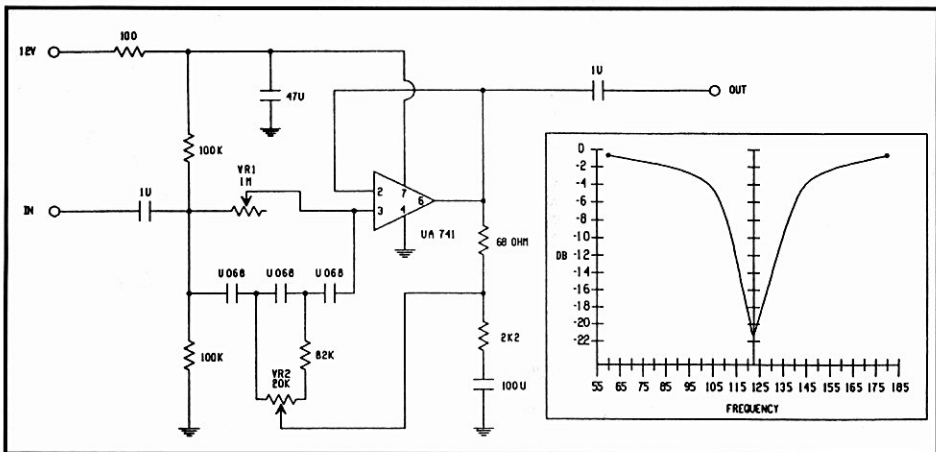 12V
100
47U
100K
VR1
1M
1U
IN
2
3
7
4
6
UA 741
1U
OUT
68 OHM
U068
U068
U068
2K2
100K
82K
VR2
20K
100U
0
-2
-4
-6
-8
-10
DB
-12
-14
-16
-18
-20
-22
55 65 75 85 95 105 115 125 135 145 155 165 175 185
FREQUENCY